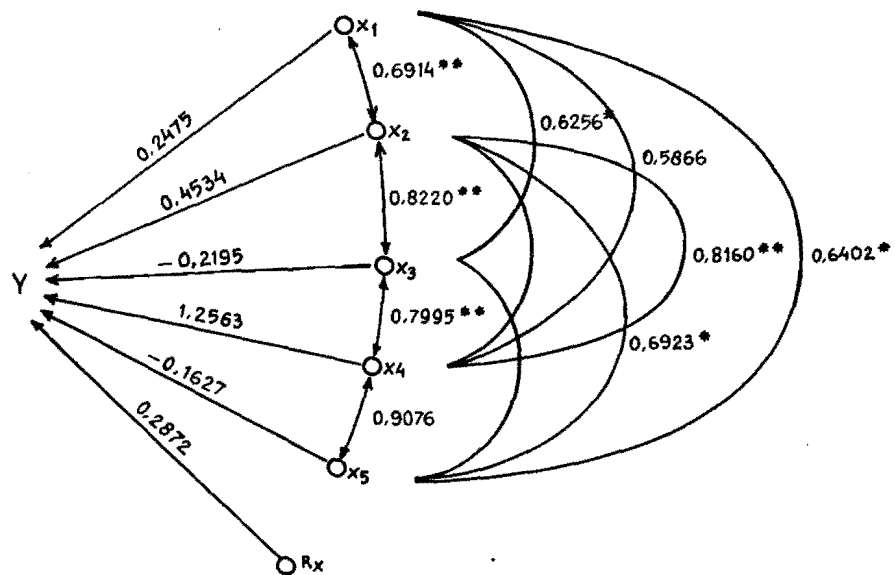 x1
0,6914**
0,2475
x2
0,6256*
0,5866
0,4534
0,8220**
0,8160**
0,6402*
Y
-0,2195
x3
1,2563
0,7995**
0,6923*
x4
-0,1627
0,9076
0,2872
x5
Rx